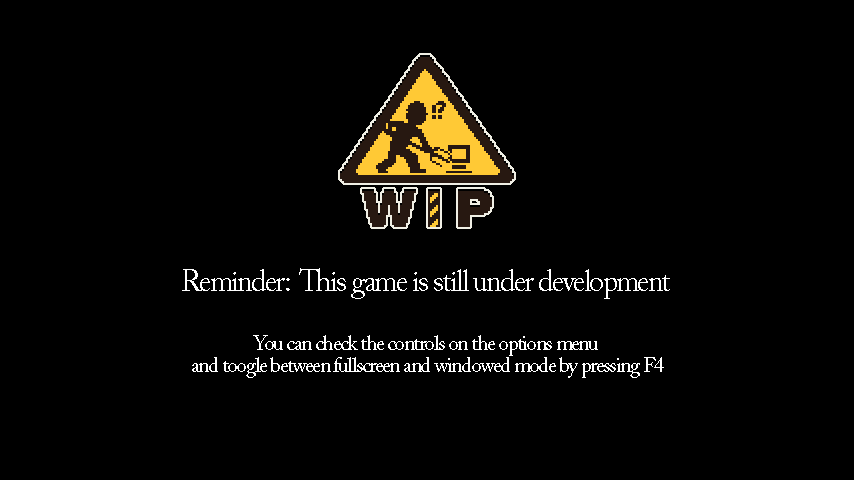 !?
WIP
Reminder: This game is still under development
You can check the controls on the options menu
and toogle between fullscreen and windowed mode by pressing F4